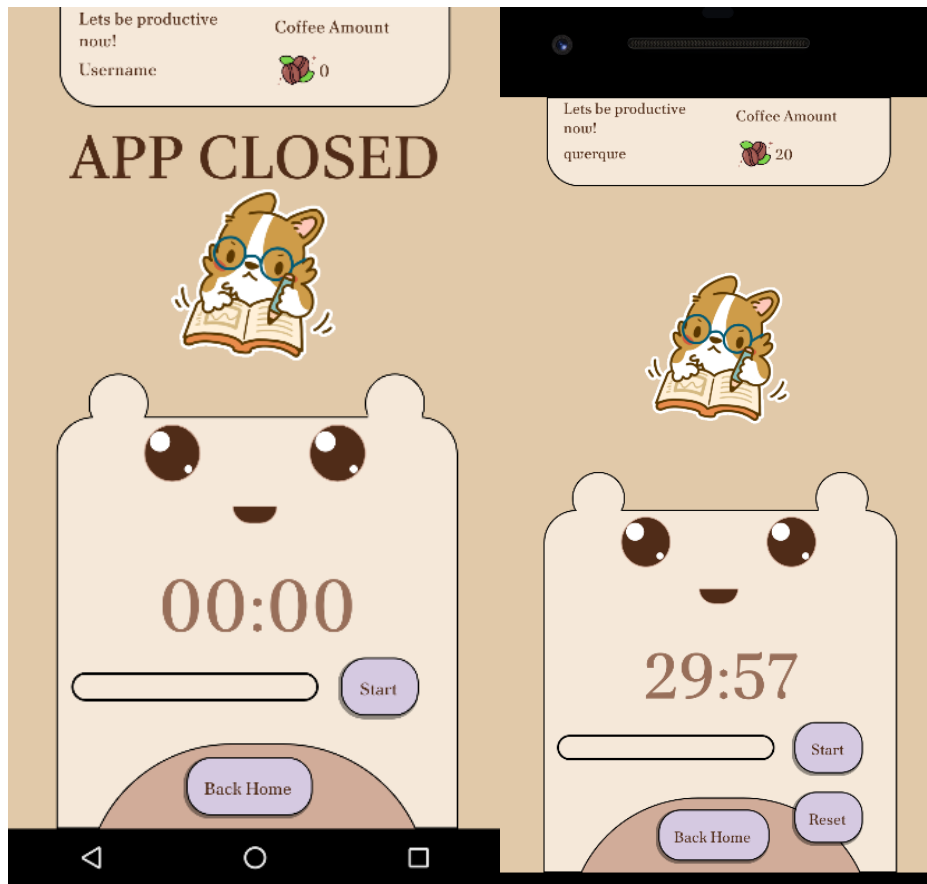 Lets be productive
now!
Coffee Amount
Username
0
APP CLOSED
00:00
Start
Back Home
Lets be productive
now!
Coffee Amount
qwerqwe
20
29:57
Start
Reset
Back Home